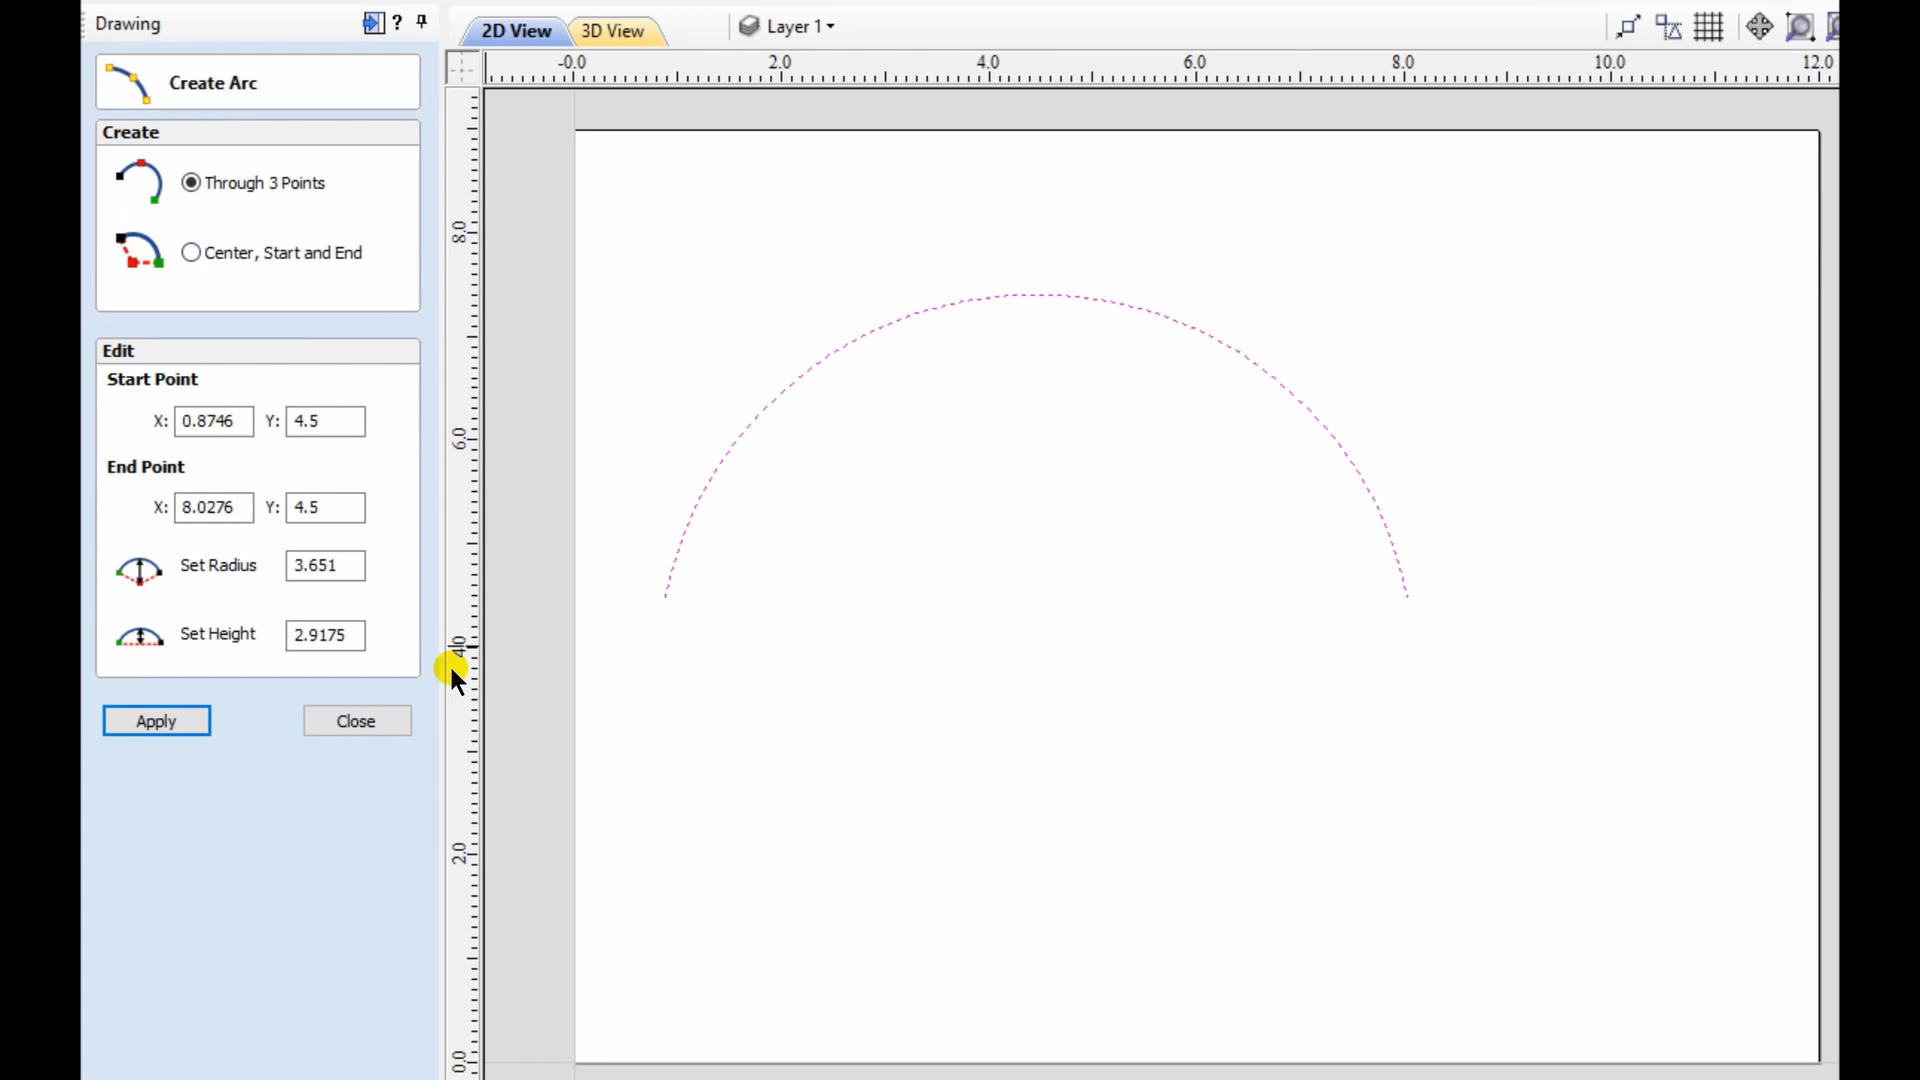 Drawing ?
2D View 3D View Layer 1
Create Arc
-0.0 2.0 4.0 6.0 8.0 10.0 12.0
Create
Through 3 Points
Center, Start and End
Edit
Start Point
X: 0.8746 Y: 4.5
End Point
X: 8.0276 Y: 4.5
Set Radius 3.651
Set Height 2.9175
Apply Close
8.0
6.0
4.0
2.0
0.0